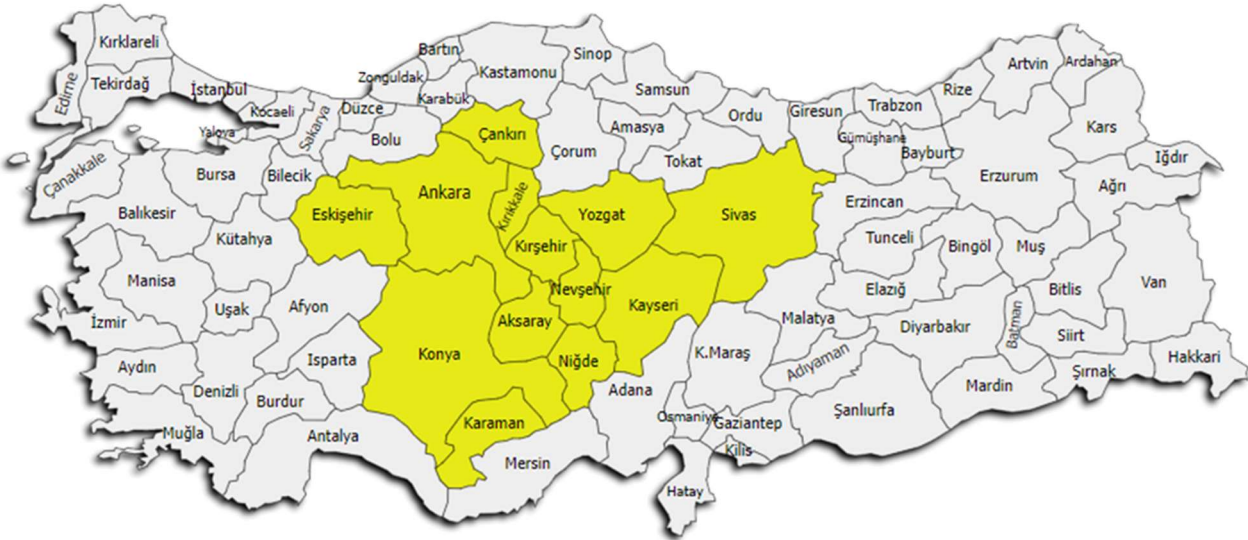 Kırklareli
Edirne
Tekirdağ
İstanbul
Kocaeli
Yalova
Sakarya
Düzce
Zonguldak
Bartın
Karabük
Kastamonu
Sinop
Samsun
Ordu
Giresun
Trabzon
Rize
Artvin
Ardahan
Bolu
Çankırı
Çorum
Amasya
Tokat
Gümüşhane
Bayburt
Erzurum
Kars
Iğdır
Ağrı
Çanakkale
Bursa
Bilecik
Balıkesir
Kütahya
Eskişehir
Ankara
Kırıkkale
Yozgat
Sivas
Erzincan
Tunceli
Bingöl
Muş
Kırşehir
Nevşehir
Kayseri
Elazığ
Bitlis
Van
Manisa
Uşak
Afyon
İzmir
Konya
Aksaray
Niğde
Malatya
Diyarbakır
Batman
Siirt
Hakkari
Şırnak
Aydın
Denizli
Isparta
Burdur
Muğla
Antalya
Karaman
Mersin
Adana
K.Maraş
Adıyaman
Osmaniye
Gaziantep
Kilis
Hatay
Şanlıurfa
Mardin